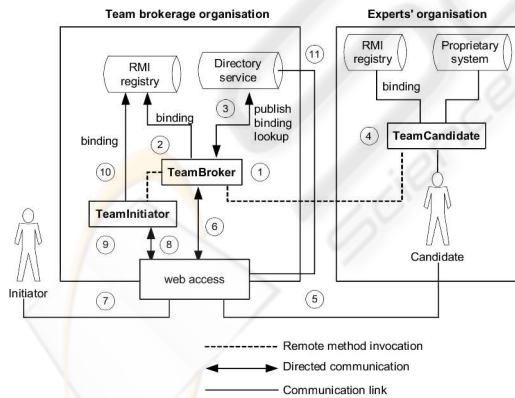 Team brokerage organisation
Experts' organisation
RMI
registry
Directory
service
11
RMI
registry
Proprietary
system
3
publish
binding
lookup
binding
binding
binding
2
4
TeamCandidate
10
TeamBroker
1
TeamInitiator
6
9
8
web access
Initiator
7
5
Candidate
Remote method invocation
Directed communication
Communication link